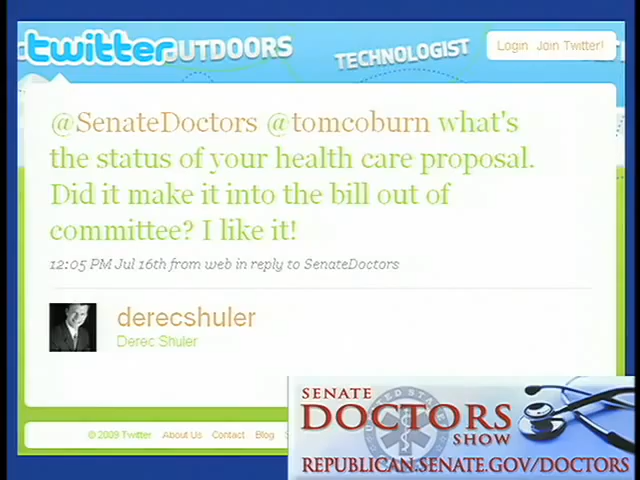 twitter OUTDOORS TECHNOLOGIST Login Join Twitter!
@SenateDoctors @tomcoburn what's
the status of your health care proposal.
Did it make it into the bill out of
committee? I like it!
12:05 PM Jul 16th from web in reply to SenateDoctors
derecshuler
Derec Shuler
© 2009 Twitter About Us Contact Blog
SENATE
DOCTORS
SHOW
REPUBLICAN.SENATE.GOV/DOCTORS